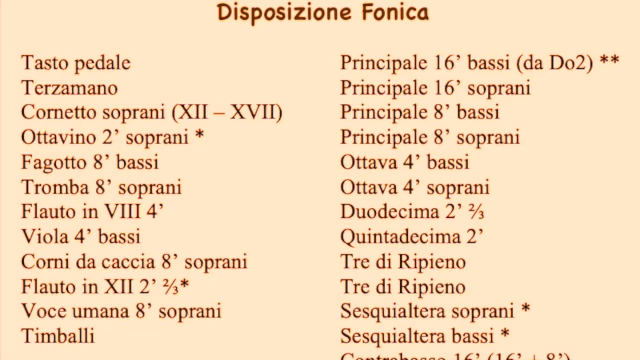 Disposizione Fonica
Tasto pedale
Terzamano
Cornetto soprani (XII – XVII)
Ottavino 2’ soprani *
Fagotto 8’ bassi
Tromba 8’ soprani
Flauto in VIII 4’
Viola 4’ bassi
Corni da caccia 8’ soprani
Flauto in XII 2’ ⅔*
Voce umana 8’ soprani
Timballi
Principale 16’ bassi (da Do2) **
Principale 16’ soprani
Principale 8’ bassi
Principale 8’ soprani
Ottava 4’ bassi
Ottava 4’ soprani
Duodecima 2’ ⅔
Quintadecima 2’
Tre di Ripieno
Tre di Ripieno
Sesquialtera soprani *
Sesquialtera bassi *
Contrabasso 16’ (16’ + 8’)